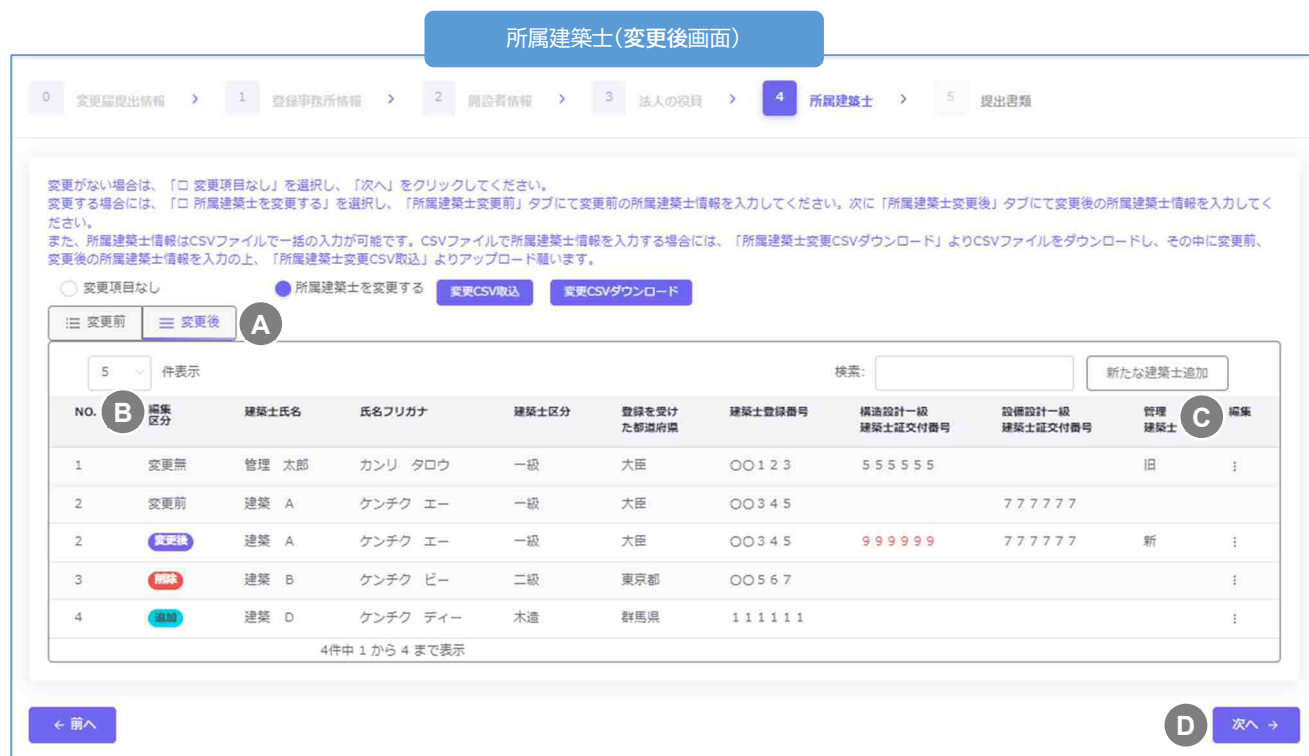 所属建築士(変更後画面)
0 変更届提出情報 > 1 登録事務所情報 > 2 開設者情報 > 3 法人の役員 > 4 所属建築士 > 5 提出書類
変更がない場合は、「□ 変更項目なし」を選択し、「次へ」をクリックしてください。
変更する場合には、「□ 所属建築士を変更する」を選択し、「所属建築士変更前」タブにて変更前の所属建築士情報を入力してください。次に「所属建築士変更後」タブにて変更後の所属建築士情報を入力してく
ださい。
また、所属建築士情報はCSVファイルで一括の入力が可能です。CSVファイルで所属建築士情報を入力する場合には、「所属建築士変更CSVダウンロード」よりCSVファイルをダウンロードし、その中に変更前、
変更後の所属建築士情報を入力の上、「所属建築士変更CSV取込」よりアップロード願います。
変更項目なし 所属建築士を変更する 変更CSV取込 変更CSVダウンロード
変更前 変更後 A
5 件表示 検索: 新たな建築士追加
NO. B 編集区分 建築士氏名 氏名フリガナ 建築士区分 登録を受けた都道府県 建築士登録番号 構造設計一級建築士証交付番号 設備設計一級建築士証交付番号 管理建築士 C 編集
1 変更無 管理 太郎 カンリ タロウ 一級 大臣 〇〇123 555555 旧 ⋮
2 変更前 建築 A ケンチク エー 一級 大臣 〇〇345 777777
2 変更後 建築 A ケンチク エー 一級 大臣 〇〇345 999999 777777 新 ⋮
3 削除 建築 B ケンチク ビー 二級 東京都 〇〇567 ⋮
4 追加 建築 D ケンチク ディー 木造 群馬県 111111 ⋮
4件中 1 から 4 まで表示
← 前へ D 次へ →